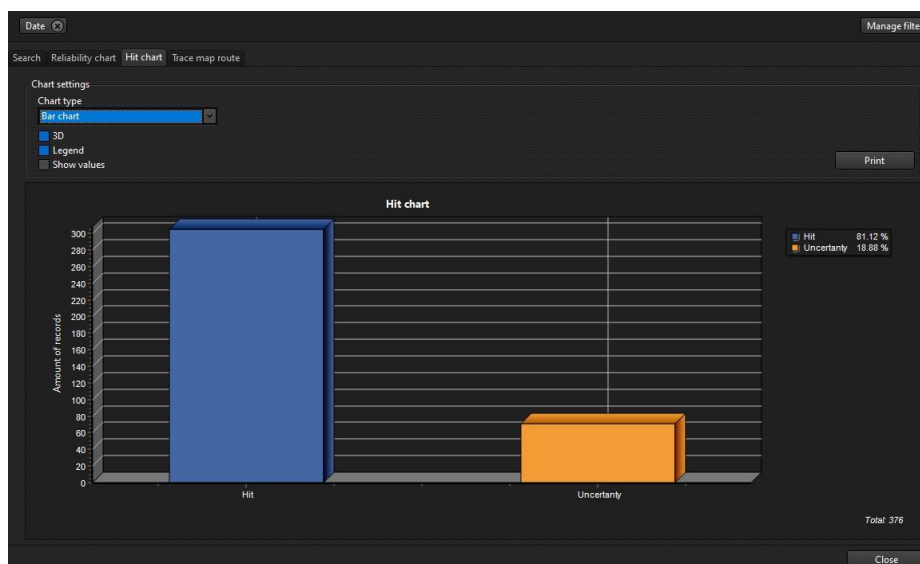 Date
Manage filte
Search Reliability chart Hit chart Trace map route
Chart settings
Chart type
Bar chart
3D
Legend
Show values
Print
Hit chart
Hit 81.12 %
Uncertanty 18.88 %
300
280
260
240
220
200
180
160
140
120
100
80
60
40
20
0
Amount of records
Hit Uncertanty
Total: 376
Close